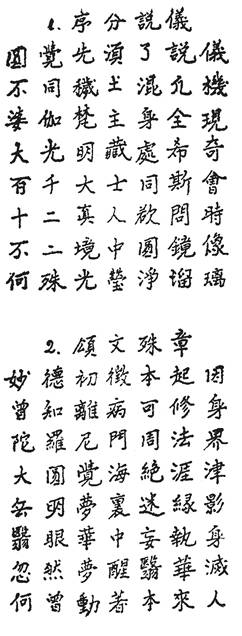 1. 序分說儀
圓覺先須了說儀
不同穢土混凡機
婆伽梵主身全現
大光明藏處希奇
百千大士同斯會
十二真人欲問時
不二境中圓鏡像
何殊光瑩淨瑠璃
2. 頌文殊章
妙德初徵本起因
曾知離病可修身
陀羅尼門周法界
大圓覺海絕涯津
无明夢裏迷緣影
翳眼華中妄執身
忽然夢醒翳華滅
何曾動著本來人